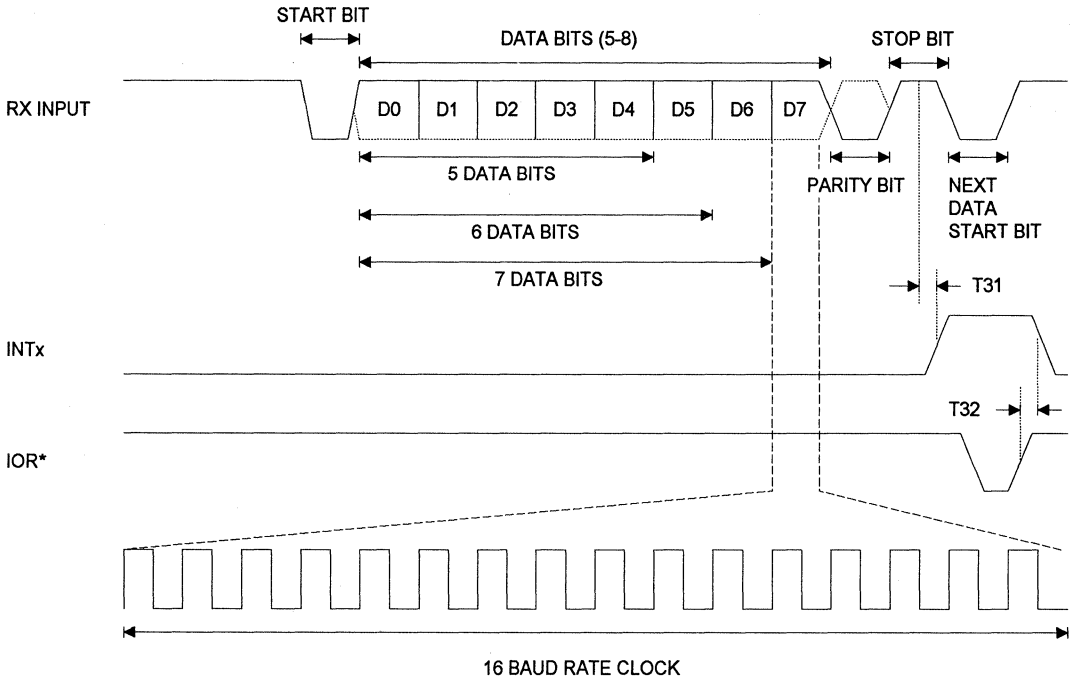 START BIT
DATA BITS (5-8)
STOP BIT
RX INPUT
D0 D1 D2 D3 D4 D5 D6 D7
5 DATA BITS
PARITY BIT
NEXT
DATA
START BIT
6 DATA BITS
7 DATA BITS
T31
INTx
T32
IOR*
16 BAUD RATE CLOCK